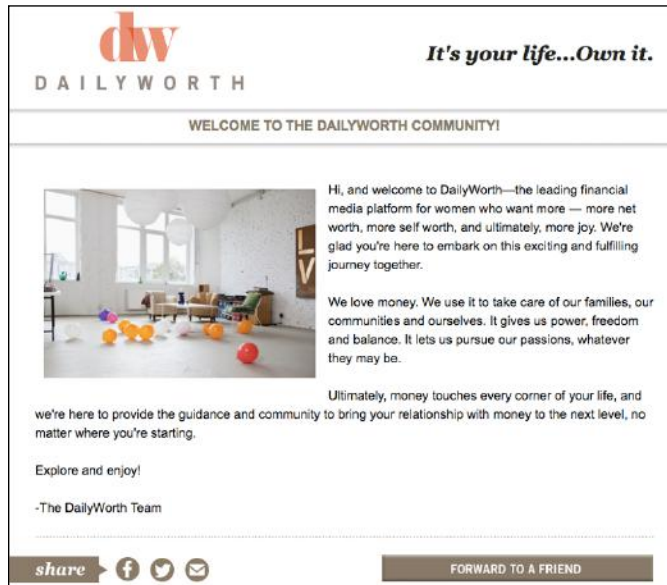 dw
DAILYWORTH
It's your life...Own it.
WELCOME TO THE DAILYWORTH COMMUNITY!
Hi, and welcome to DailyWorth—the leading financial
media platform for women who want more — more net
worth, more self worth, and ultimately, more joy. We're
glad you're here to embark on this exciting and fulfilling
journey together.
We love money. We use it to take care of our families, our
communities and ourselves. It gives us power, freedom
and balance. It lets us pursue our passions, whatever
they may be.
Ultimately, money touches every corner of your life, and
we're here to provide the guidance and community to bring your relationship with money to the next level, no
matter where you're starting.
Explore and enjoy!
-The DailyWorth Team
share
FORWARD TO A FRIEND